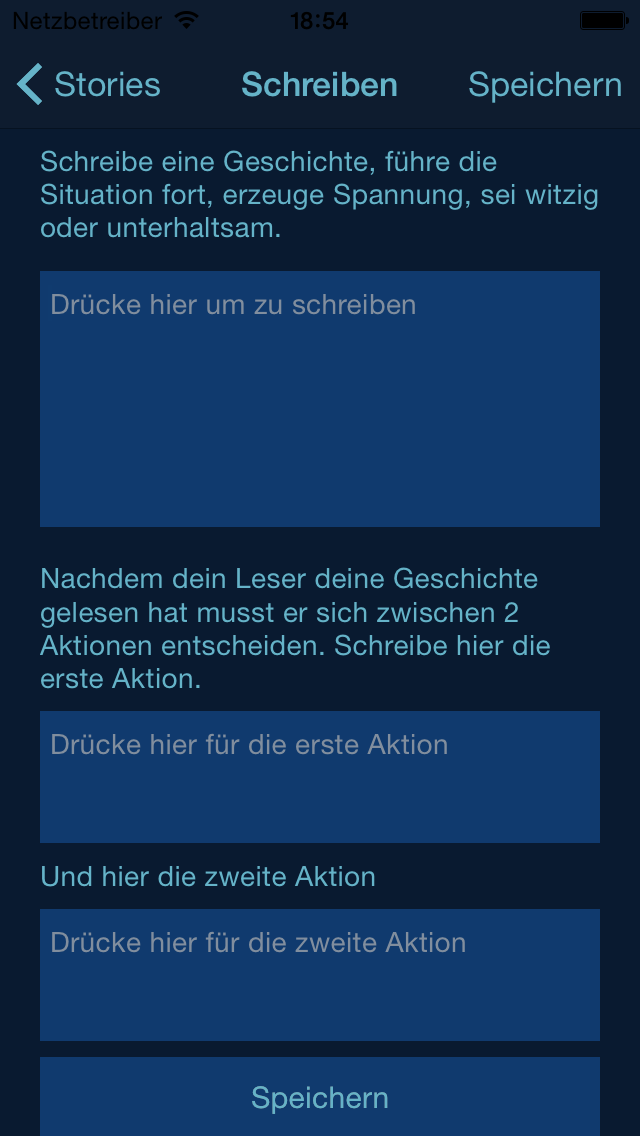 Netzbetreiber 18:54
Stories Schreiben Speichern
Schreibe eine Geschichte, führe die
Situation fort, erzeuge Spannung, sei witzig
oder unterhaltsam.
Drücke hier um zu schreiben
Nachdem dein Leser deine Geschichte
gelesen hat musst er sich zwischen 2
Aktionen entscheiden. Schreibe hier die
erste Aktion.
Drücke hier für die erste Aktion
Und hier die zweite Aktion
Drücke hier für die zweite Aktion
Speichern